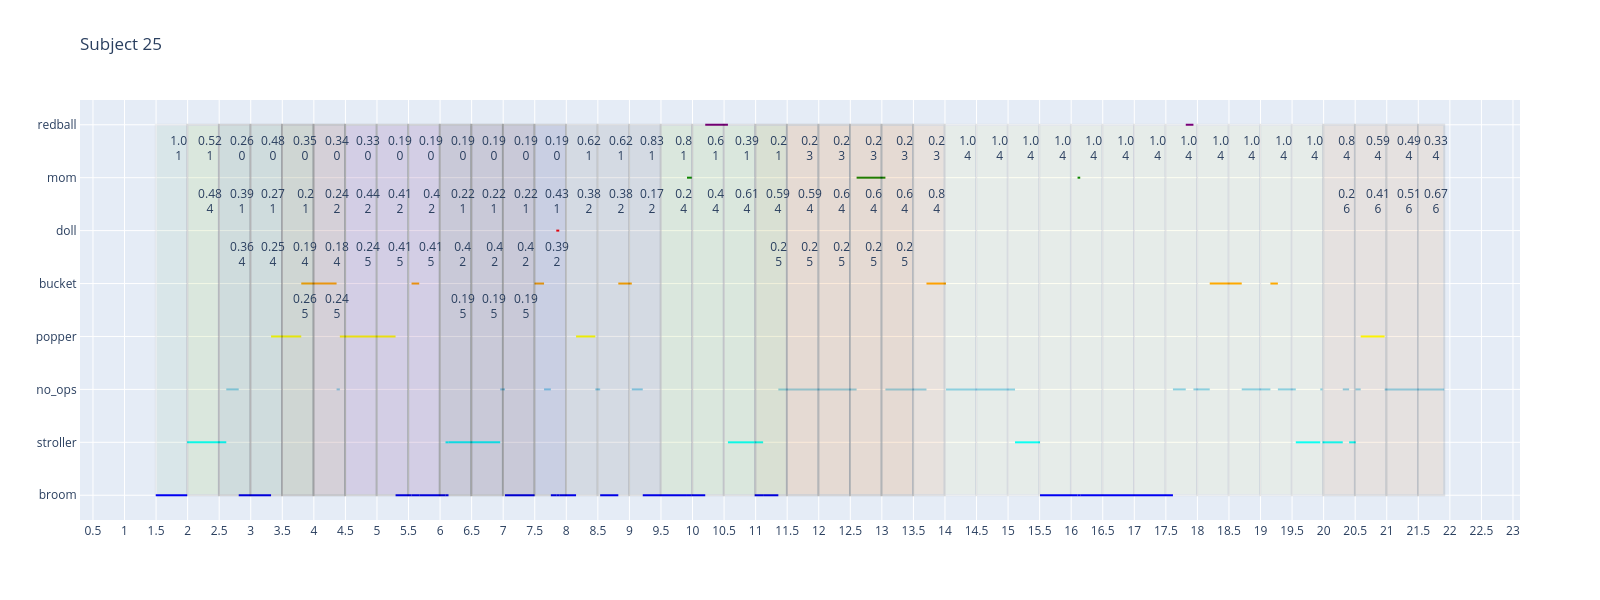 Subject 25
redball
1.0 0.52 0.26 0.48 0.35 0.34 0.33 0.19 0.19 0.19 0.19 0.19 0.19 0.62 0.62 0.83 0.8 0.6 0.39 0.2 0.2 0.2 0.2 0.2 0.2 1.0 1.0 1.0 1.0 1.0 1.0 1.0 1.0 1.0 1.0 1.0 1.0 0.8 0.59 0.49 0.33
1 1 0 0 0 0 0 0 0 0 0 0 0 1 1 1 1 1 1 1 3 3 3 3 3 4 4 4 4 4 4 4 4 4 4 4 4 4 4 4 4
mom
0.48 0.39 0.27 0.2 0.24 0.44 0.41 0.4 0.22 0.22 0.22 0.43 0.38 0.38 0.17 0.2 0.4 0.61 0.59 0.59 0.6 0.6 0.6 0.8 0.2 0.41 0.51 0.67
4 1 1 1 2 2 2 2 1 1 1 1 2 2 2 4 4 4 4 4 4 4 4 4 6 6 6 6
doll
0.36 0.25 0.19 0.18 0.24 0.41 0.41 0.4 0.4 0.4 0.39 0.2 0.2 0.2 0.2 0.2
4 4 4 4 5 5 5 2 2 2 2 5 5 5 5 5
bucket
0.26 0.24 0.19 0.19 0.19
5 5 5 5 5
popper
no_ops
stroller
broom
0.5 1 1.5 2 2.5 3 3.5 4 4.5 5 5.5 6 6.5 7 7.5 8 8.5 9 9.5 10 10.5 11 11.5 12 12.5 13 13.5 14 14.5 15 15.5 16 16.5 17 17.5 18 18.5 19 19.5 20 20.5 21 21.5 22 22.5 23